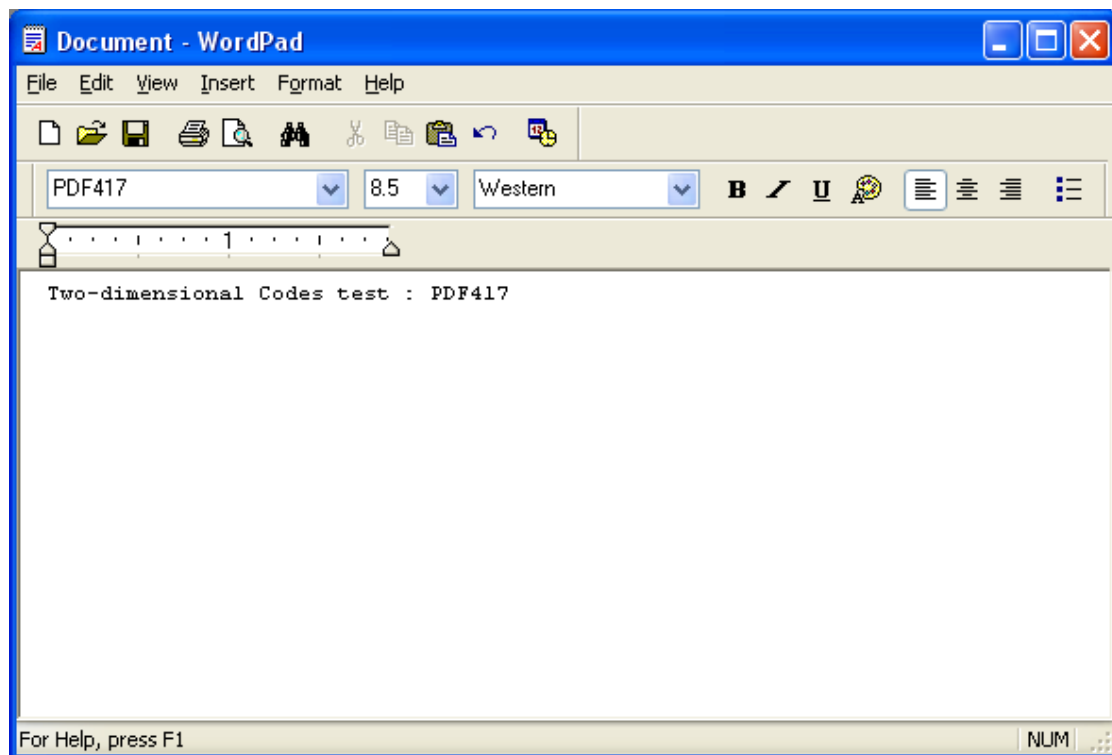 Document - WordPad
File Edit View Insert Format Help
PDF417 8.5 Western B I U
1
Two-dimensional Codes test : PDF417
For Help, press F1 NUM